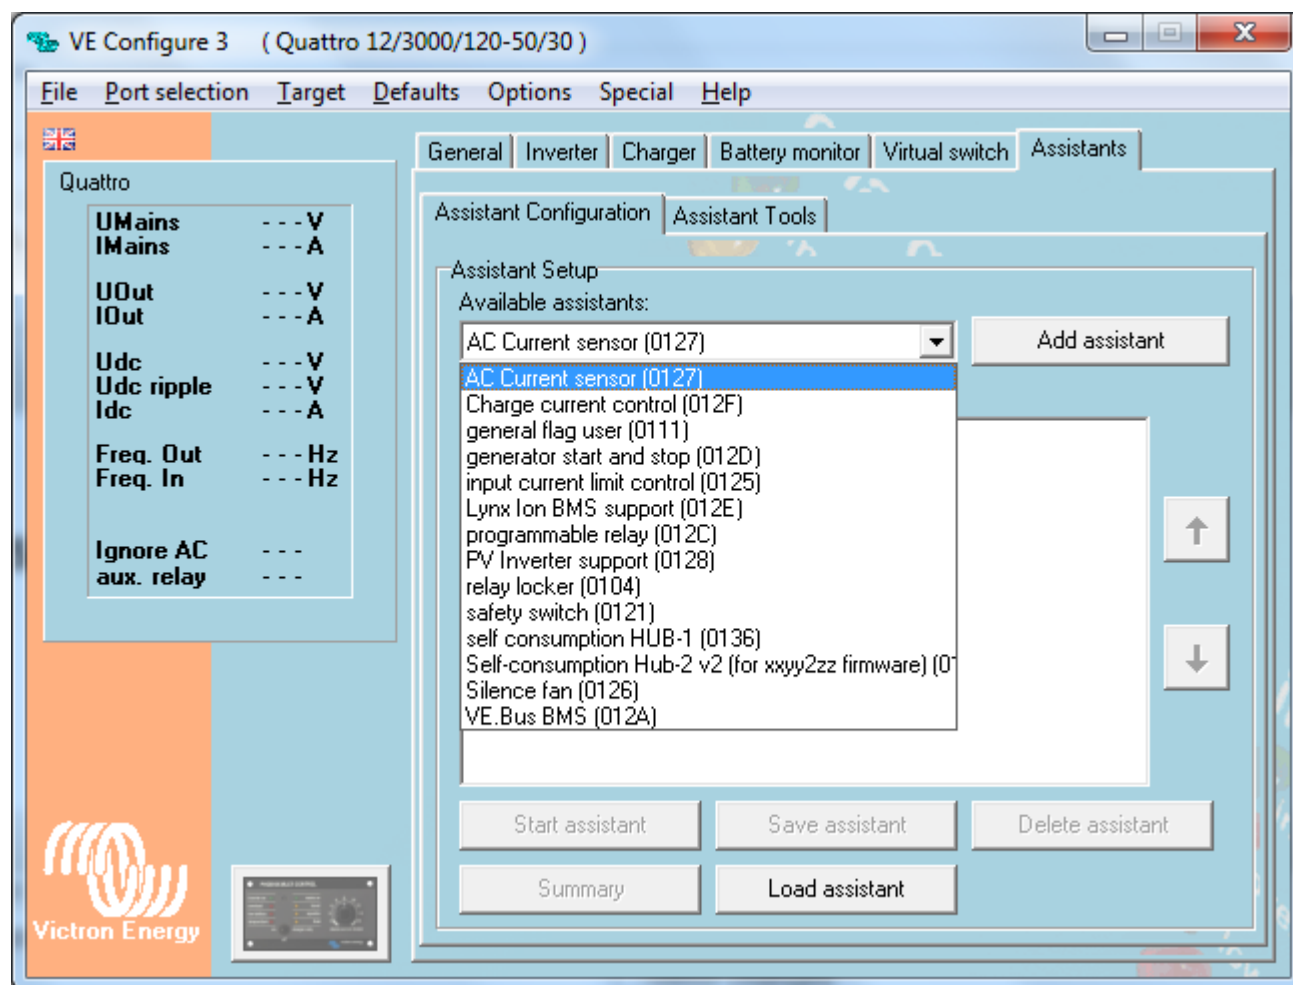 VE Configure 3 ( Quattro 12/3000/120-50/30 )
File Port selection Target Defaults Options Special Help
General Inverter Charger Battery monitor Virtual switch Assistants
Quattro
UMains - - - V
IMains - - - A
UOut - - - V
IOut - - - A
Udc - - - V
Udc ripple - - - V
Idc - - - A
Freq. Out - - - Hz
Freq. In - - - Hz
Ignore AC - - -
aux. relay - - -
Assistant Configuration Assistant Tools
Assistant Setup
Available assistants:
AC Current sensor (0127) Add assistant
AC Current sensor (0127)
Charge current control (012F)
general flag user (0111)
generator start and stop (012D)
input current limit control (0125)
Lynx Ion BMS support (012E)
programmable relay (012C)
PV Inverter support (0128)
relay locker (0104)
safety switch (0121)
self consumption HUB-1 (0136)
Self-consumption Hub-2 v2 (for xxyy2zz firmware) (0
Silence fan (0126)
VE.Bus BMS (012A)
Start assistant Save assistant Delete assistant
Summary Load assistant
Victron Energy